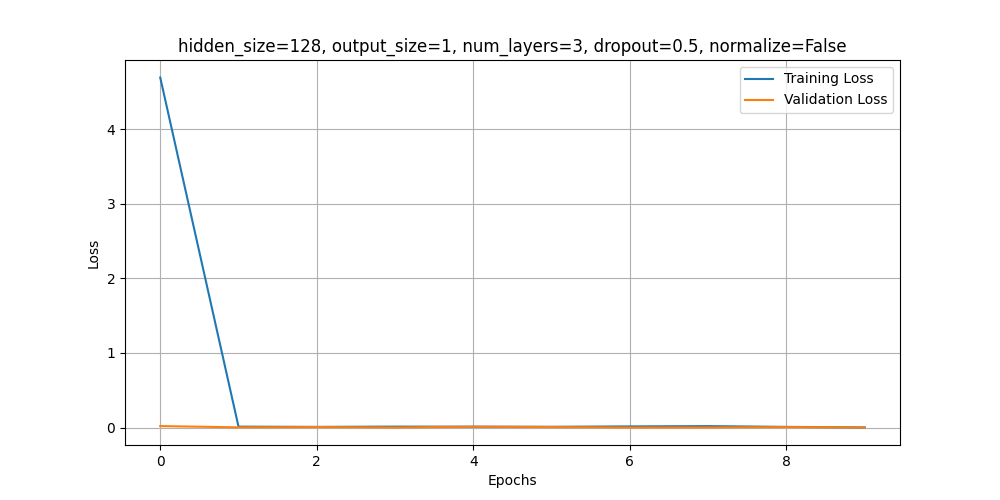 hidden_size=128, output_size=1, num_layers=3, dropout=0.5, normalize=False
Training Loss
Validation Loss
4
3
2
1
0
Loss
0 2 4 6 8
Epochs